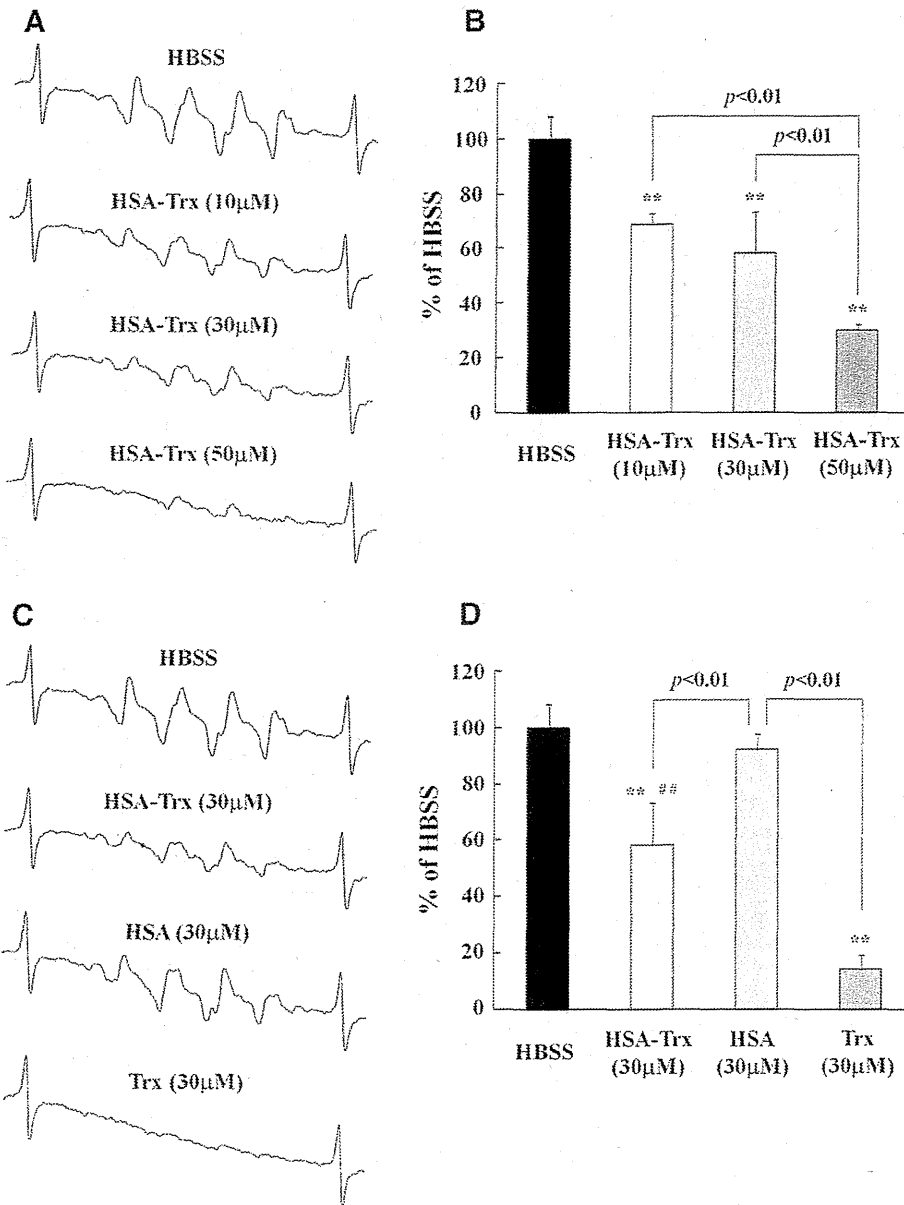 A
HBSS
HSA-Trx (10μM)
HSA-Trx (30μM)
HSA-Trx (50μM)
B
% of HBSS
120
100
80
60
40
20
0
p<0.01
p<0.01
**
**
**
HBSS
HSA-Trx (10μM)
HSA-Trx (30μM)
HSA-Trx (50μM)
C
HBSS
HSA-Trx (30μM)
HSA (30μM)
Trx (30μM)
D
% of HBSS
120
100
80
60
40
20
0
p<0.01
p<0.01
** ##
**
HBSS
HSA-Trx (30μM)
HSA (30μM)
Trx (30μM)